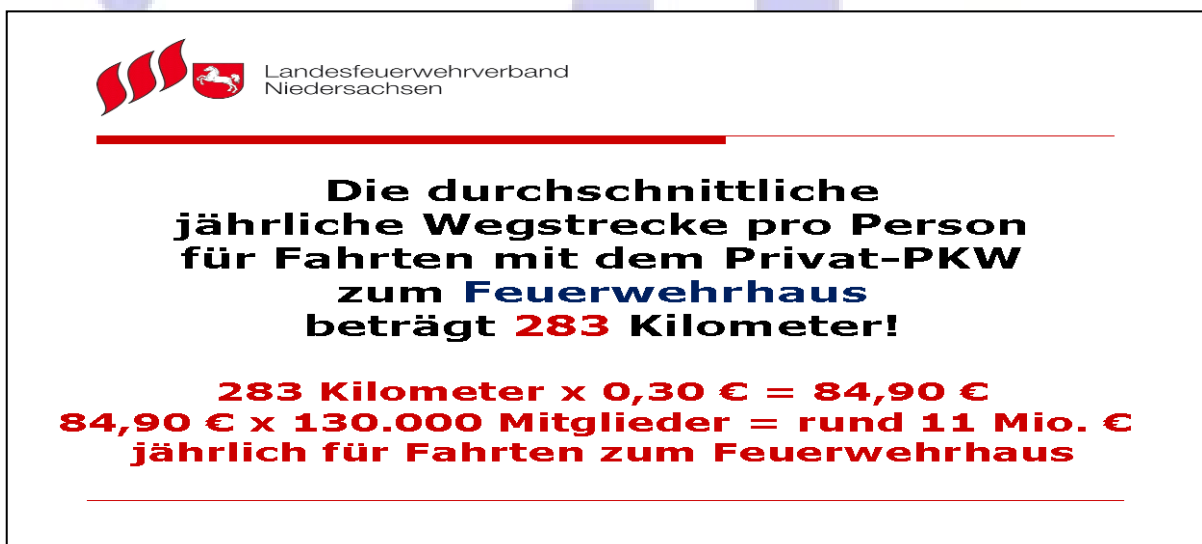 Landesfeuerwehrverband
Niedersachsen
Die durchschnittliche
jährliche Wegstrecke pro Person
für Fahrten mit dem Privat-PKW
zum Feuerwehrhaus
beträgt 283 Kilometer!
283 Kilometer x 0,30 € = 84,90 €
84,90 € x 130.000 Mitglieder = rund 11 Mio. €
jährlich für Fahrten zum Feuerwehrhaus